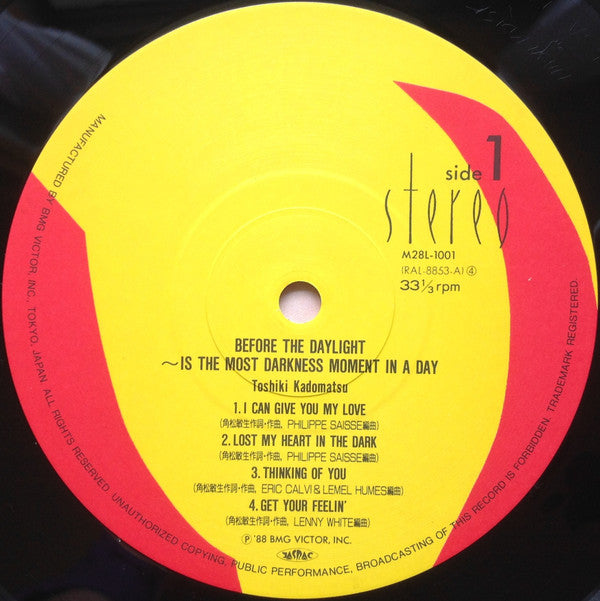 side 1
stereo
M28L-1001
(RAL-8853-A) ④
33 1/3 rpm
BEFORE THE DAYLIGHT
～IS THE MOST DARKNESS MOMENT IN A DAY
Toshiki Kadomatsu
1. I CAN GIVE YOU MY LOVE
(角松敏生作詞・作曲, PHILIPPE SAISSE編曲)
2. LOST MY HEART IN THE DARK
(角松敏生作詞・作曲, PHILIPPE SAISSE編曲)
3. THINKING OF YOU
(角松敏生作詞・作曲, ERIC CALVI & LEMEL HUMES編曲)
4. GET YOUR FEELIN'
(角松敏生作詞・作曲, LENNY WHITE編曲)
Ⓟ '88 BMG VICTOR, INC.
JASRAC
MANUFACTURED BY BMG VICTOR, INC., TOKYO, JAPAN. ALL RIGHTS RESERVED. UNAUTHORIZED COPYING, PUBLIC PERFORMANCE, BROADCASTING OF THIS RECORD IS FORBIDDEN. TRADEMARK REGISTERED.